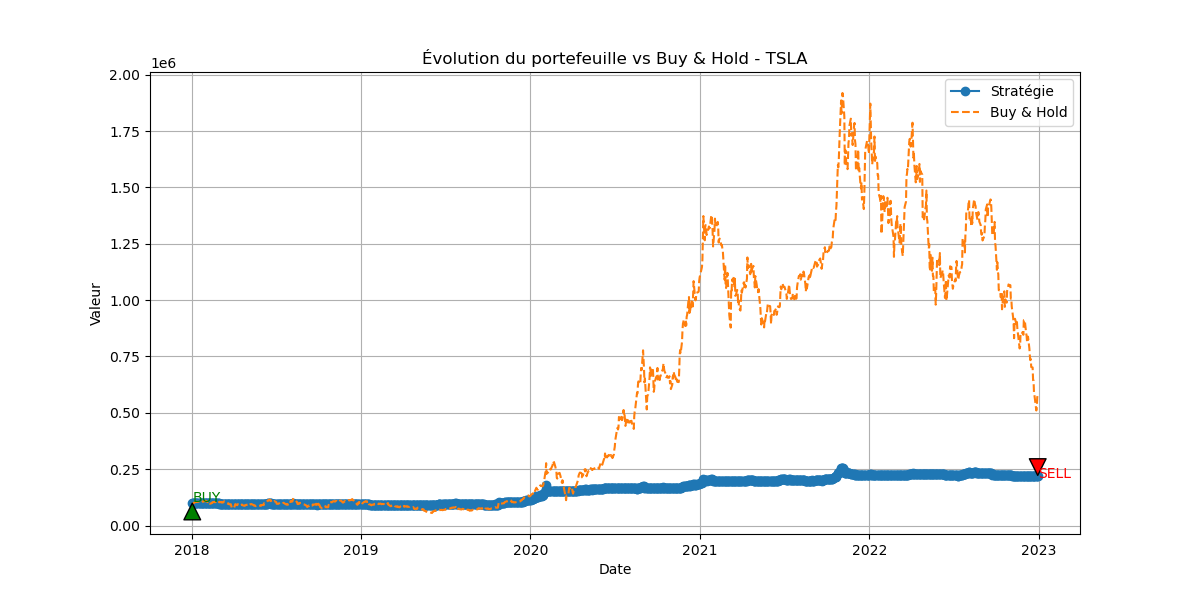 Évolution du portefeuille vs Buy & Hold - TSLA
1e6
2.00
1.75
1.50
1.25
1.00
0.75
0.50
0.25
0.00
Valeur
Stratégie
Buy & Hold
BUY
SELL
2018
2019
2020
2021
2022
2023
Date